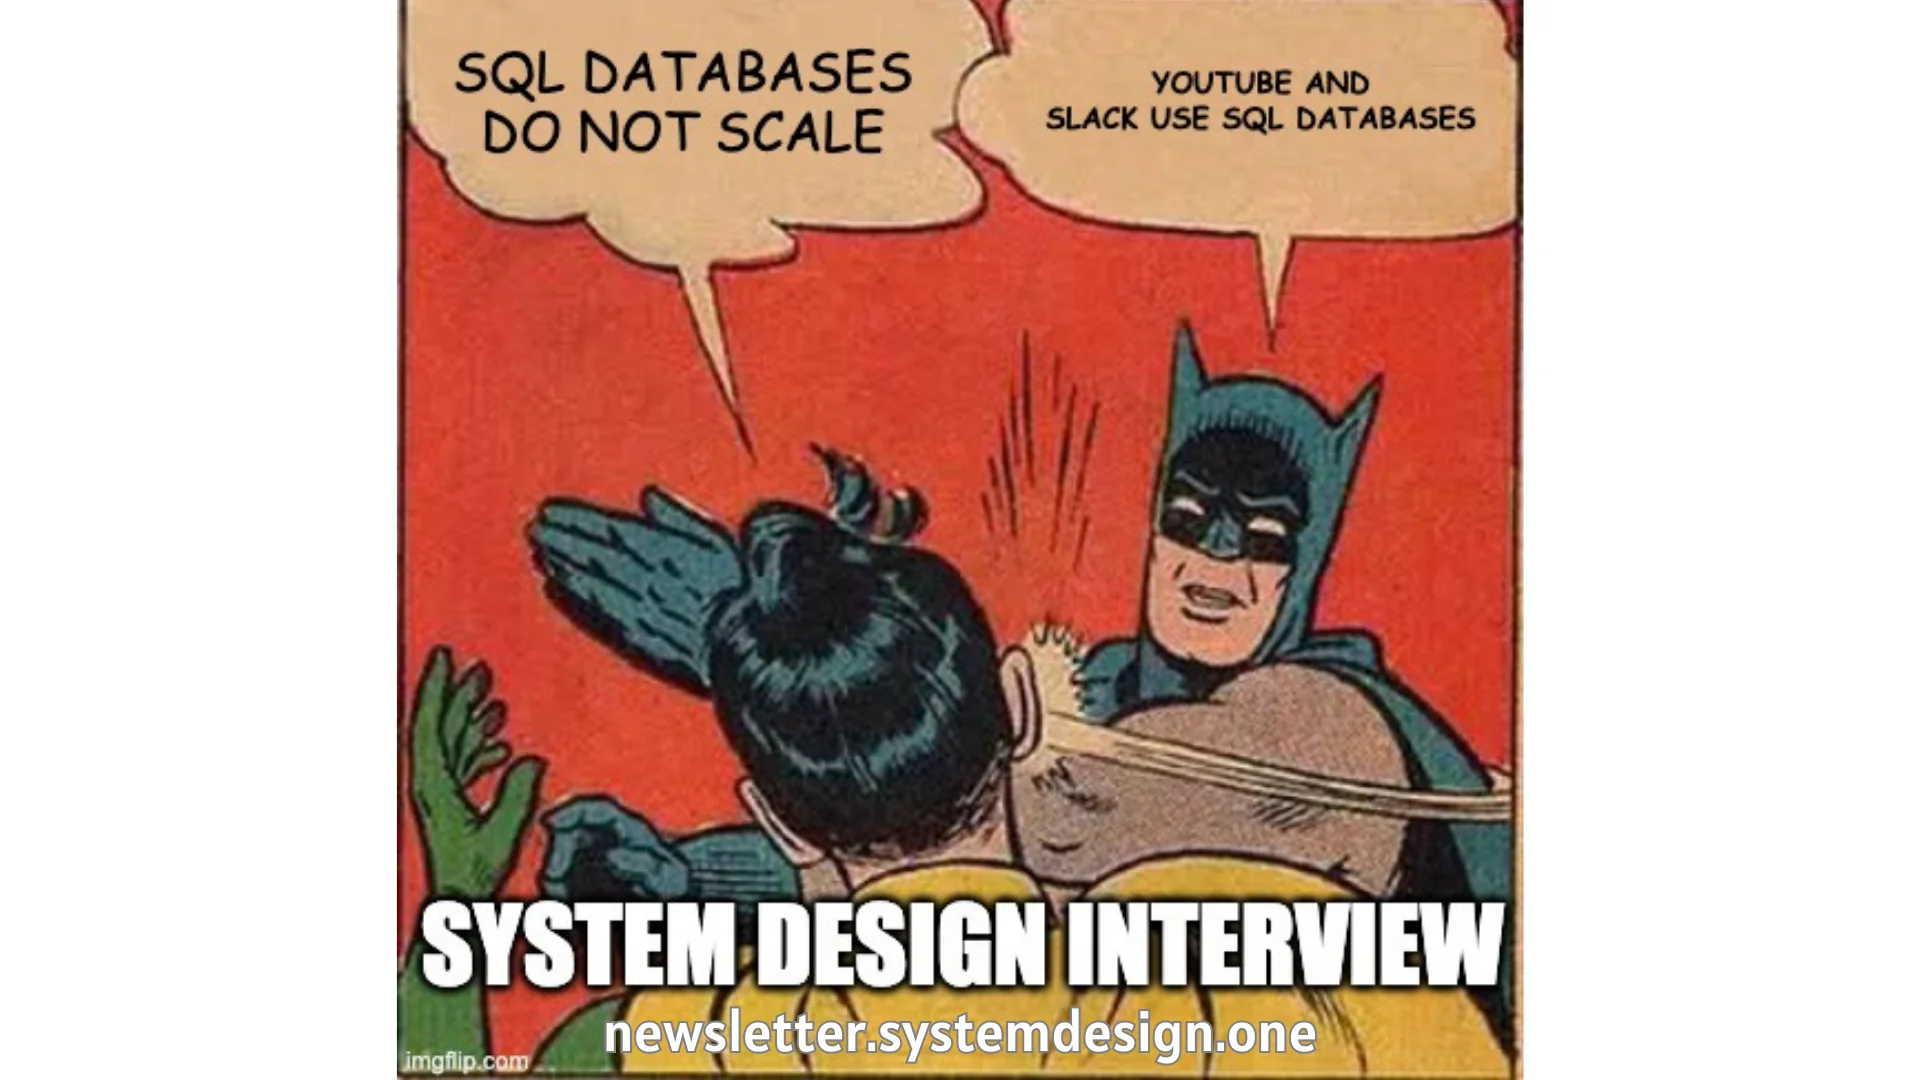 SQL DATABASES
DO NOT SCALE
YOUTUBE AND
SLACK USE SQL DATABASES
SYSTEM DESIGN INTERVIEW
newsletter.systemdesign.one
imgflip.com